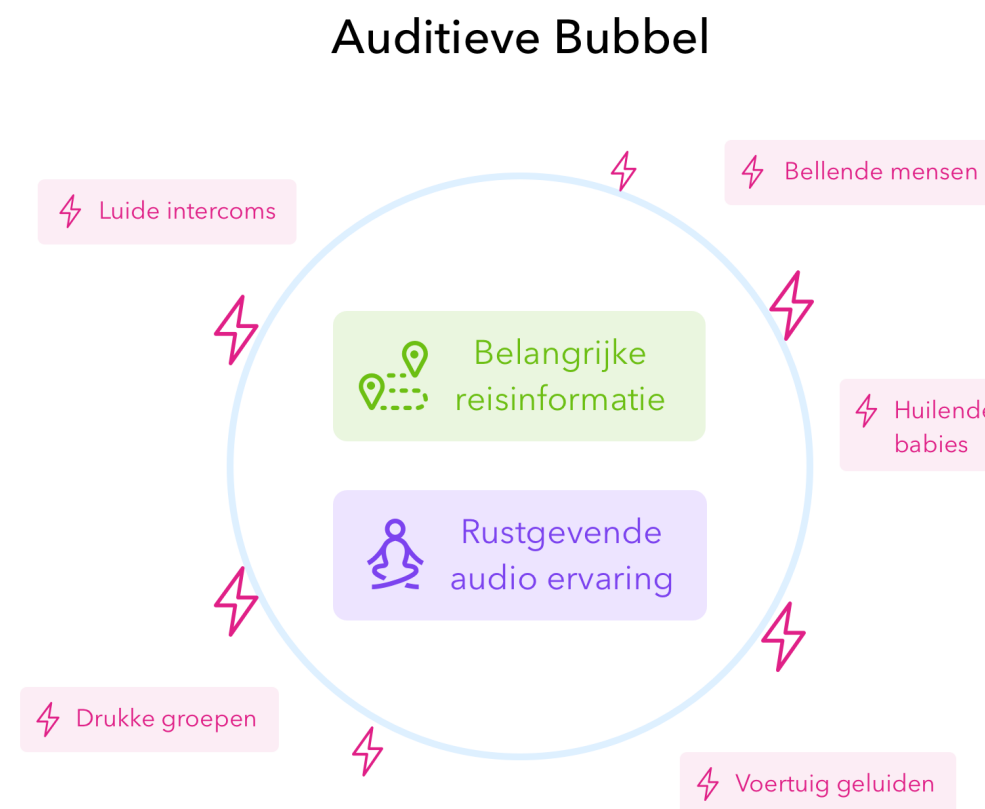 Auditieve Bubbel
Bellende mensen
Luide intercoms
Belangrijke
reisinformatie
Huilende
babies
Rustgevende
audio ervaring
Drukke groepen
Voertuig geluiden